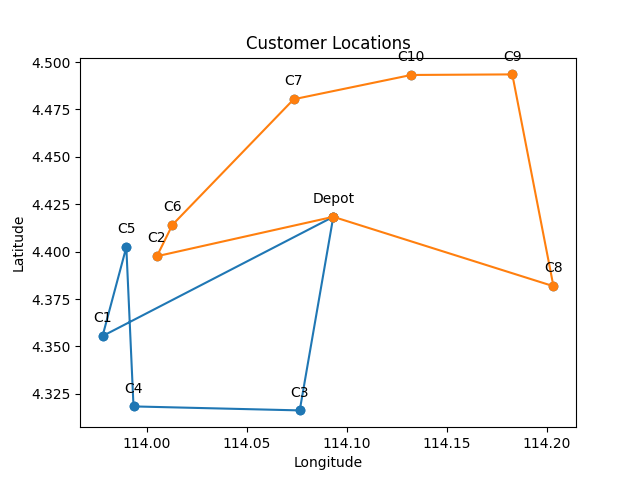 Customer Locations
4.500
4.475
4.450
4.425
4.400
4.375
4.350
4.325
C10
C9
C7
C6
Depot
C5
C2
C8
C1
C4
C3
114.00
114.05
114.10
114.15
114.20
Longitude
Latitude